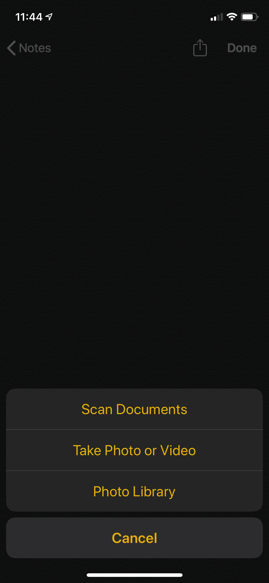 11:44
Notes
Done
Scan Documents
Take Photo or Video
Photo Library
Cancel